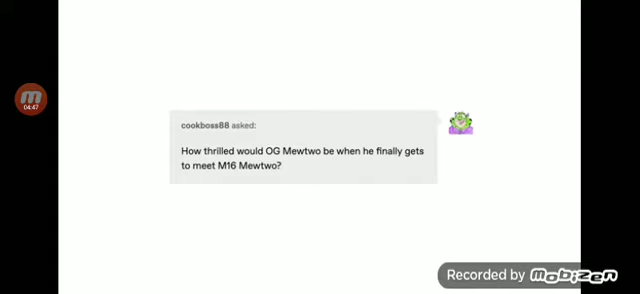 cookboss88 asked:
How thrilled would OG Mewtwo be when he finally gets
to meet M16 Mewtwo?
04:47
Recorded by Mobizen